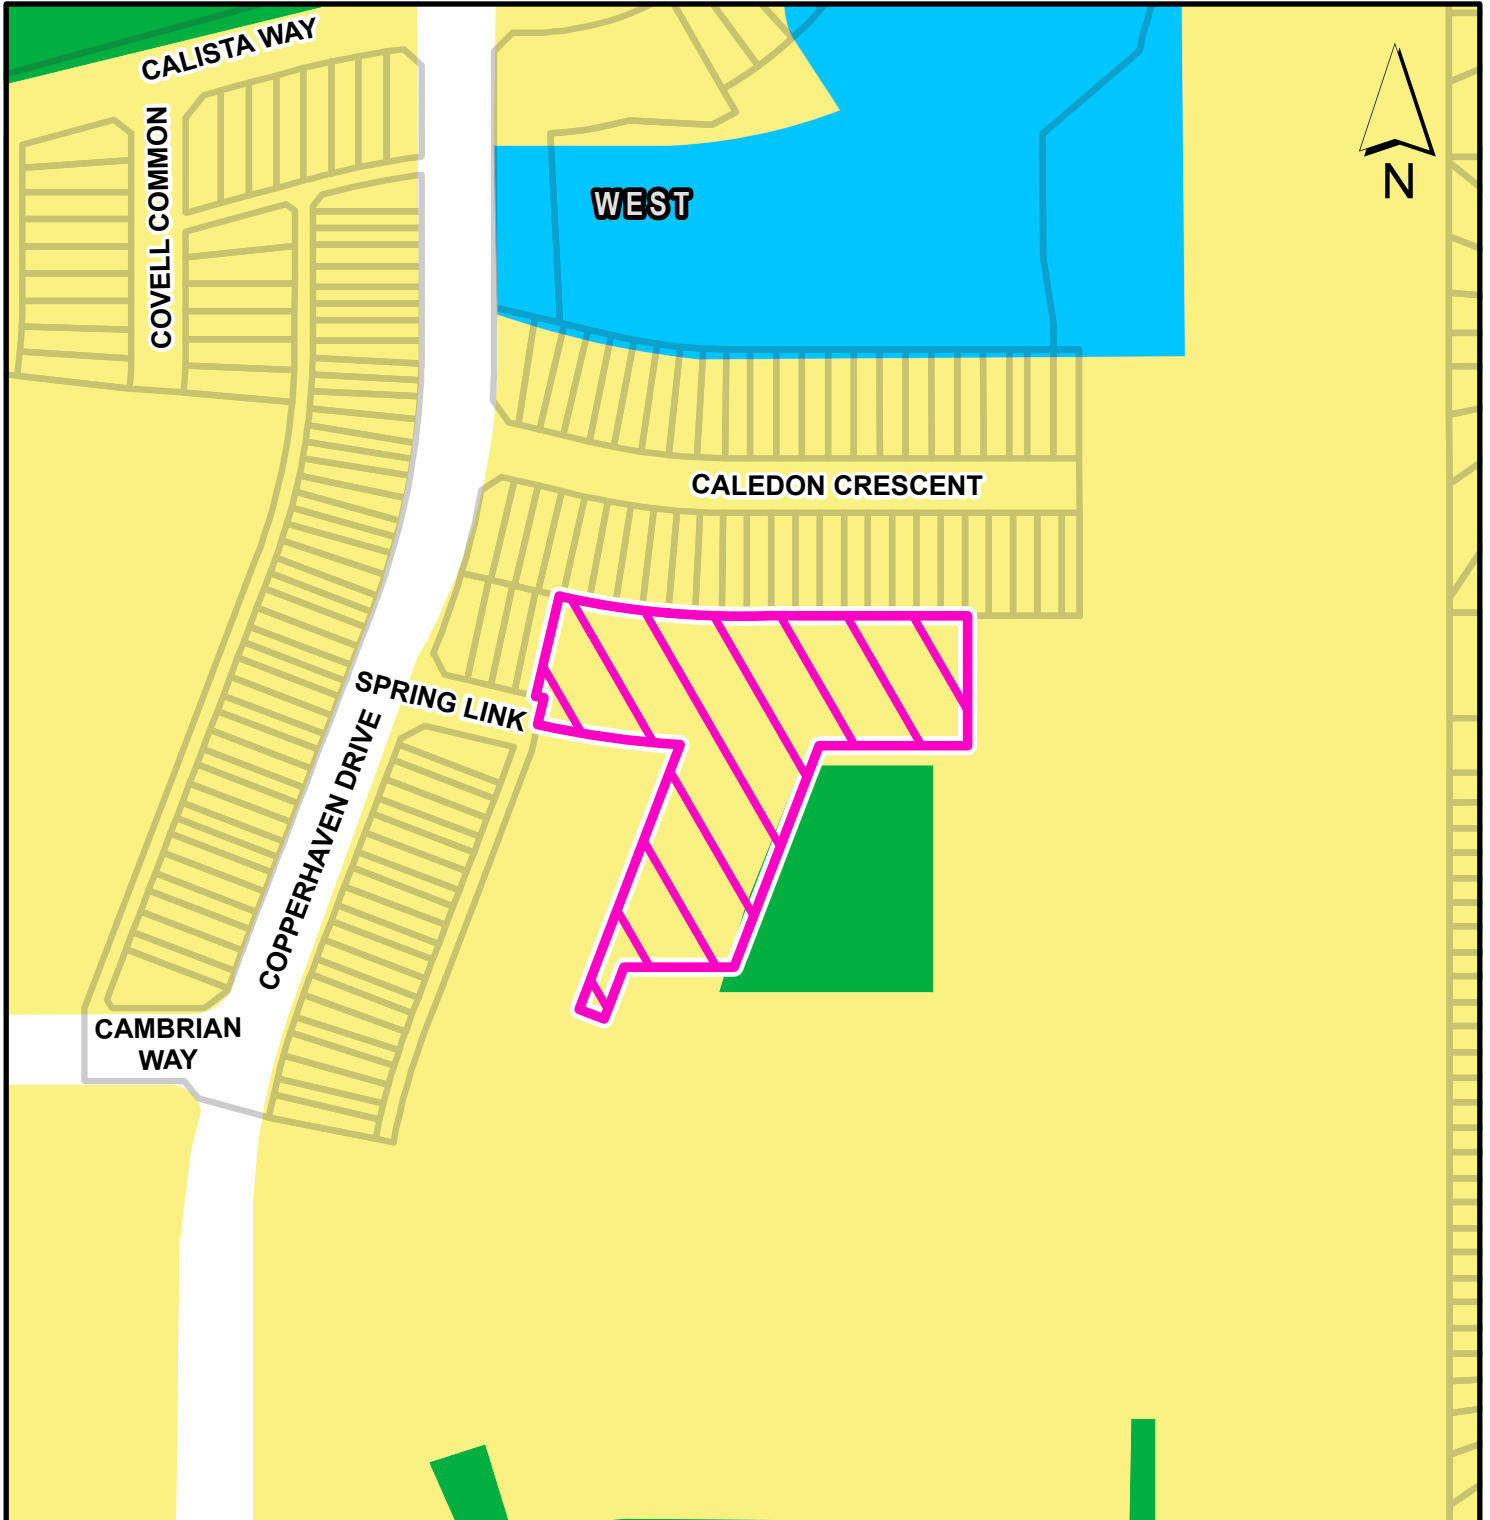 CALISTA WAY
COVELL COMMON
WEST
N
CALEDON CRESCENT
SPRING LINK
COPPERHAVEN DRIVE
CAMBRIAN
WAY